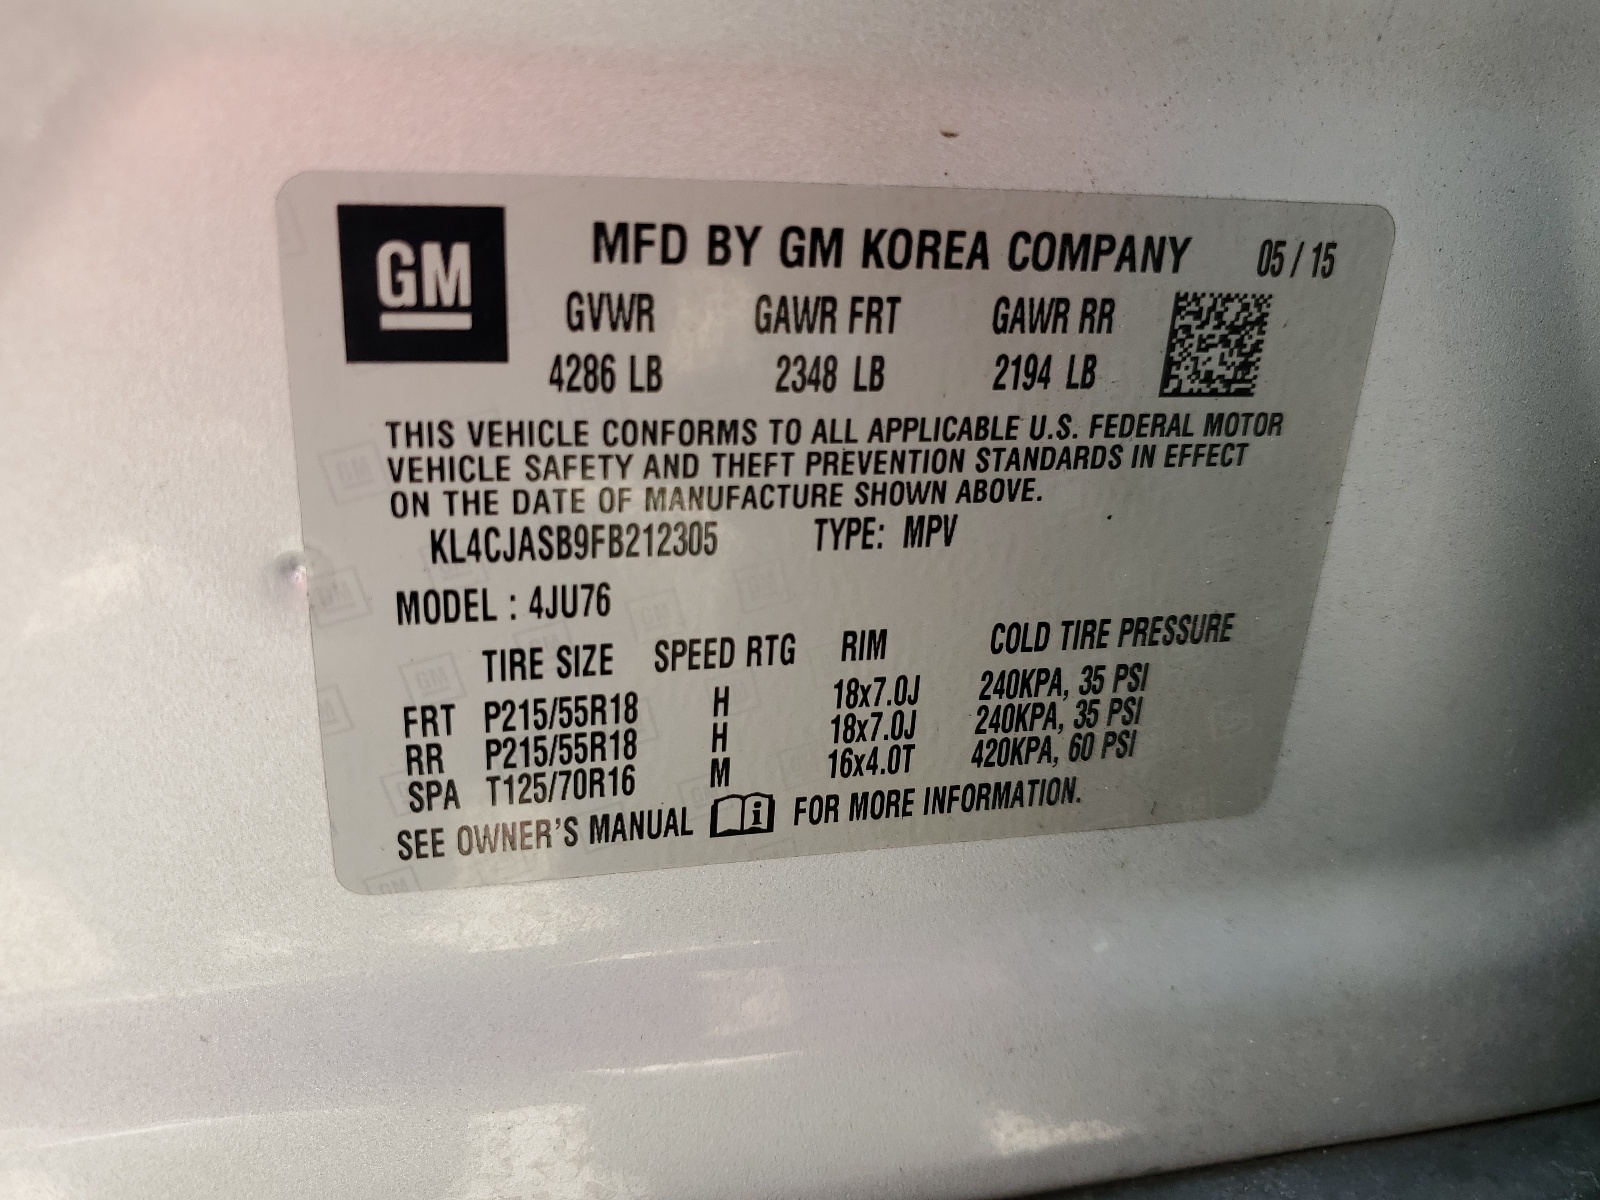 GM
MFD BY GM KOREA COMPANY 05 / 15
GVWR GAWR FRT GAWR RR
4286 LB 2348 LB 2194 LB
THIS VEHICLE CONFORMS TO ALL APPLICABLE U.S. FEDERAL MOTOR
VEHICLE SAFETY AND THEFT PREVENTION STANDARDS IN EFFECT
ON THE DATE OF MANUFACTURE SHOWN ABOVE.
KL4CJASB9FB212305 TYPE: MPV
MODEL : 4JU76
TIRE SIZE SPEED RTG RIM COLD TIRE PRESSURE
FRT P215/55R18 H 18x7.0J 240KPA, 35 PSI
RR P215/55R18 H 18x7.0J 240KPA, 35 PSI
SPA T125/70R16 M 16x4.0T 420KPA, 60 PSI
SEE OWNER'S MANUAL i FOR MORE INFORMATION.